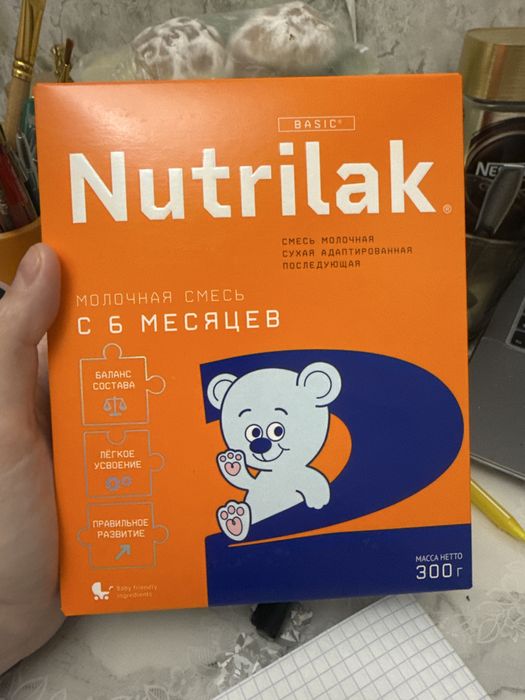 BASIC®
Nutrilak®
СМЕСЬ МОЛОЧНАЯ
СУХАЯ АДАПТИРОВАННАЯ
ПОСЛЕДУЮЩАЯ
МОЛОЧНАЯ СМЕСЬ
С 6 МЕСЯЦЕВ
БАЛАНС
СОСТАВА
ЛЁГКОЕ
УСВОЕНИЕ
ПРАВИЛЬНОЕ
РАЗВИТИЕ
2
МАССА НЕТТО
300 г
Baby friendly
ingredients
NES